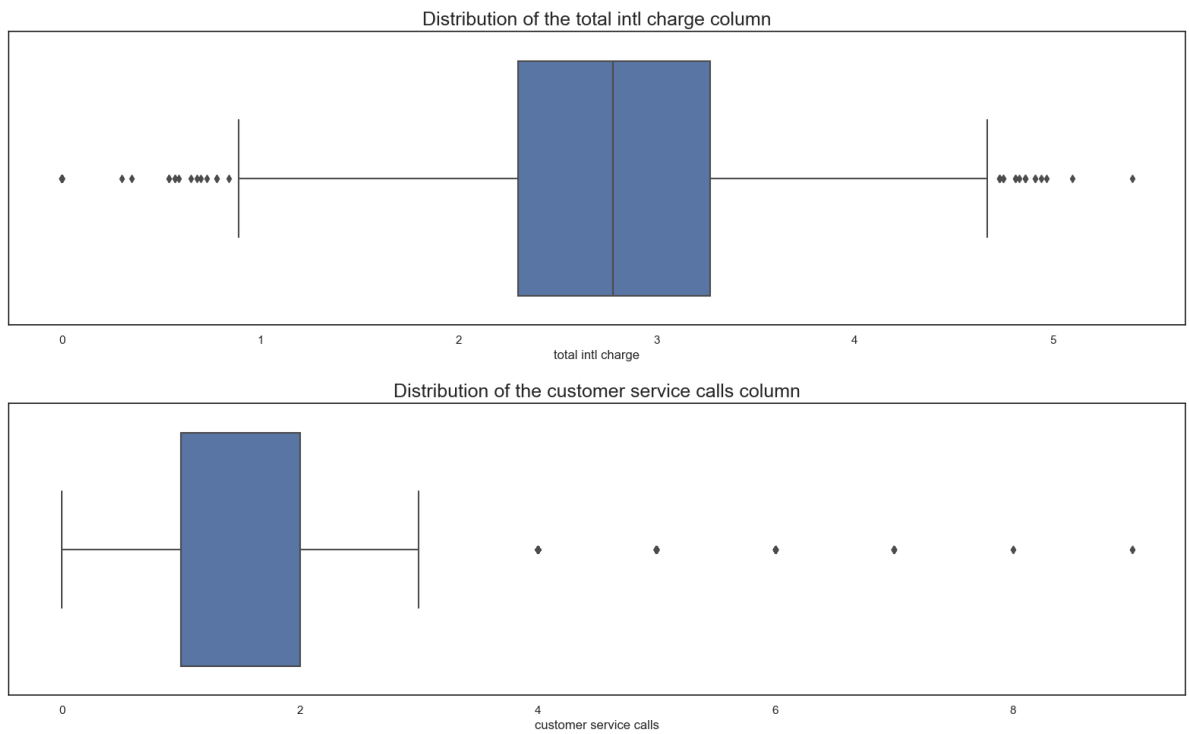 Distribution of the total intl charge column
0 1 2 3 4 5
total intl charge
Distribution of the customer service calls column
0 2 4 6 8
customer service calls